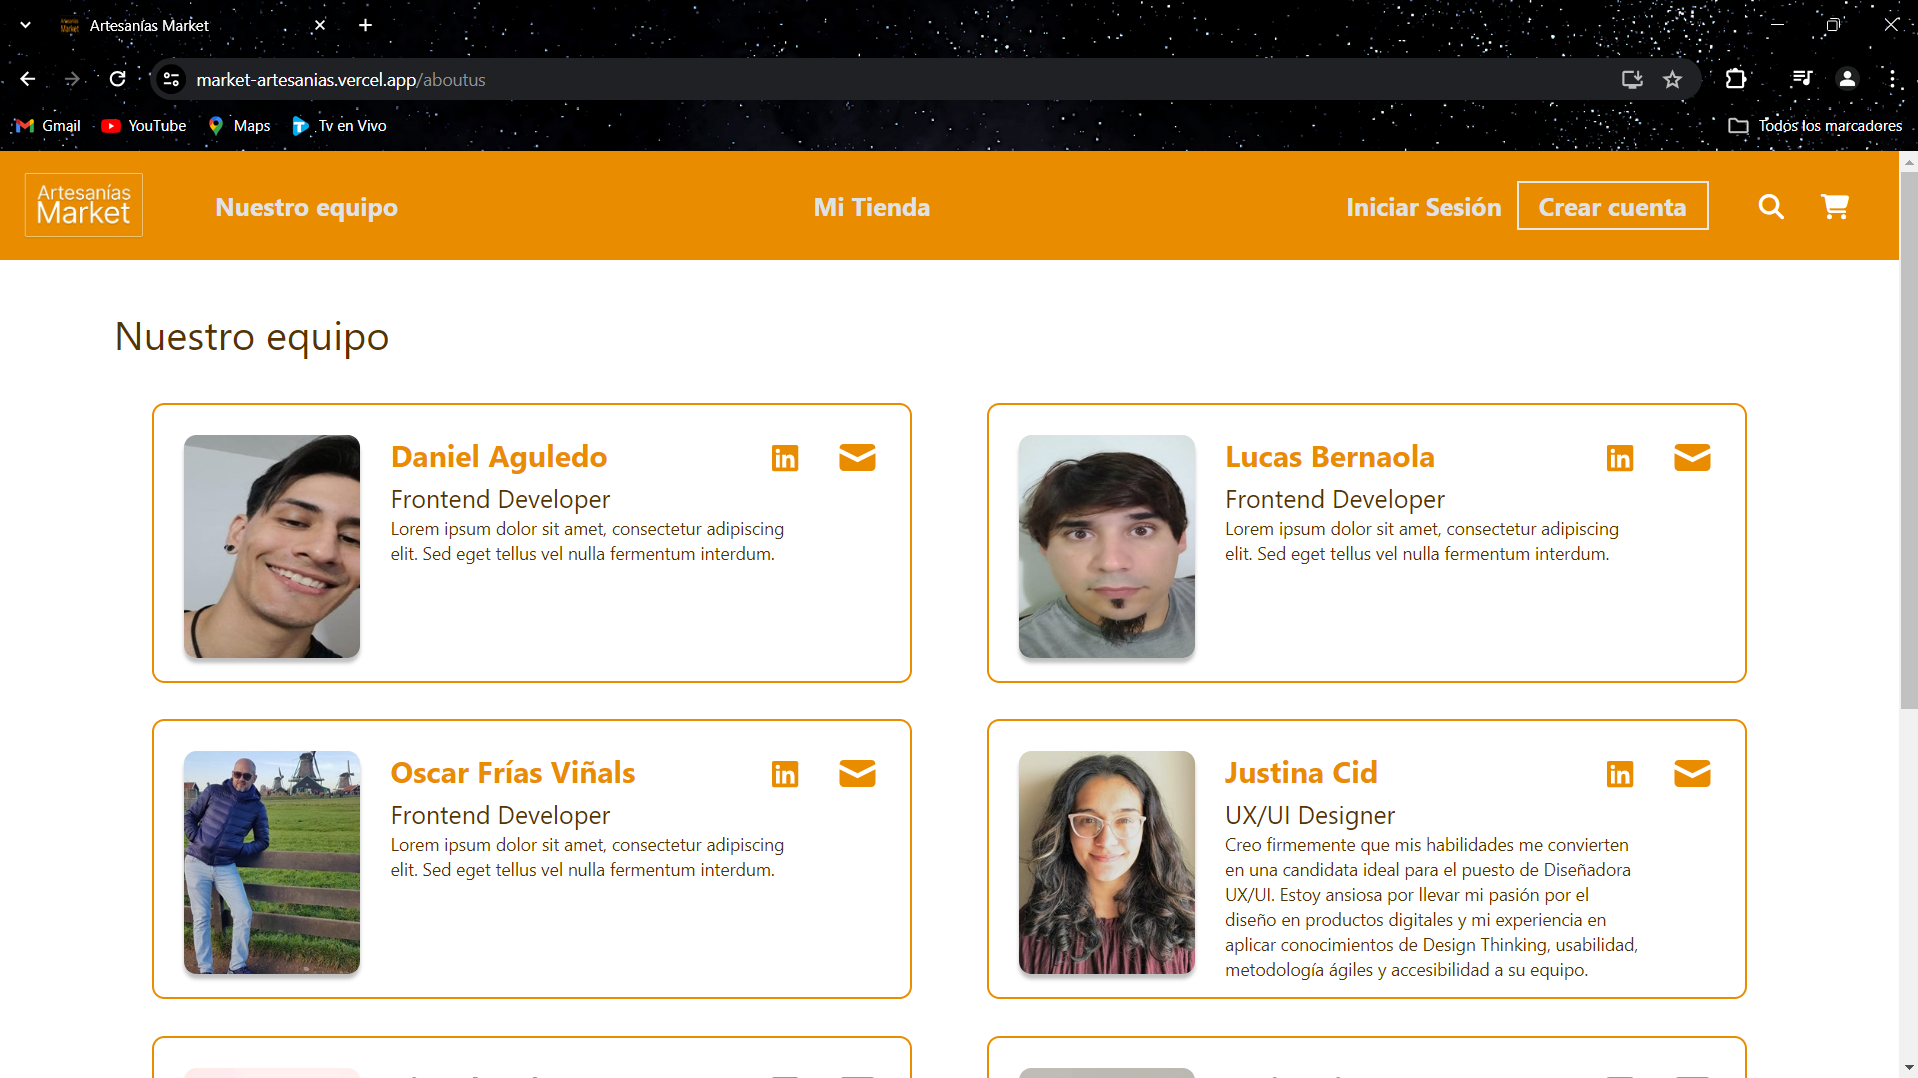 Artesanías Market
market-artesanias.vercel.app/aboutus
Gmail
YouTube
Maps
Tv en Vivo
Todos los marcadores
Artesanías
Market
Nuestro equipo
Mi Tienda
Iniciar Sesión
Crear cuenta
Nuestro equipo
Daniel Aguledo
Frontend Developer
Lorem ipsum dolor sit amet, consectetur adipiscing
elit. Sed eget tellus vel nulla fermentum interdum.
Lucas Bernaola
Frontend Developer
Lorem ipsum dolor sit amet, consectetur adipiscing
elit. Sed eget tellus vel nulla fermentum interdum.
Oscar Frías Viñals
Frontend Developer
Lorem ipsum dolor sit amet, consectetur adipiscing
elit. Sed eget tellus vel nulla fermentum interdum.
Justina Cid
UX/UI Designer
Creo firmemente que mis habilidades me convierten
en una candidata ideal para el puesto de Diseñadora
UX/UI. Estoy ansiosa por llevar mi pasión por el
diseño en productos digitales y mi experiencia en
aplicar conocimientos de Design Thinking, usabilidad,
metodología ágiles y accesibilidad a su equipo.